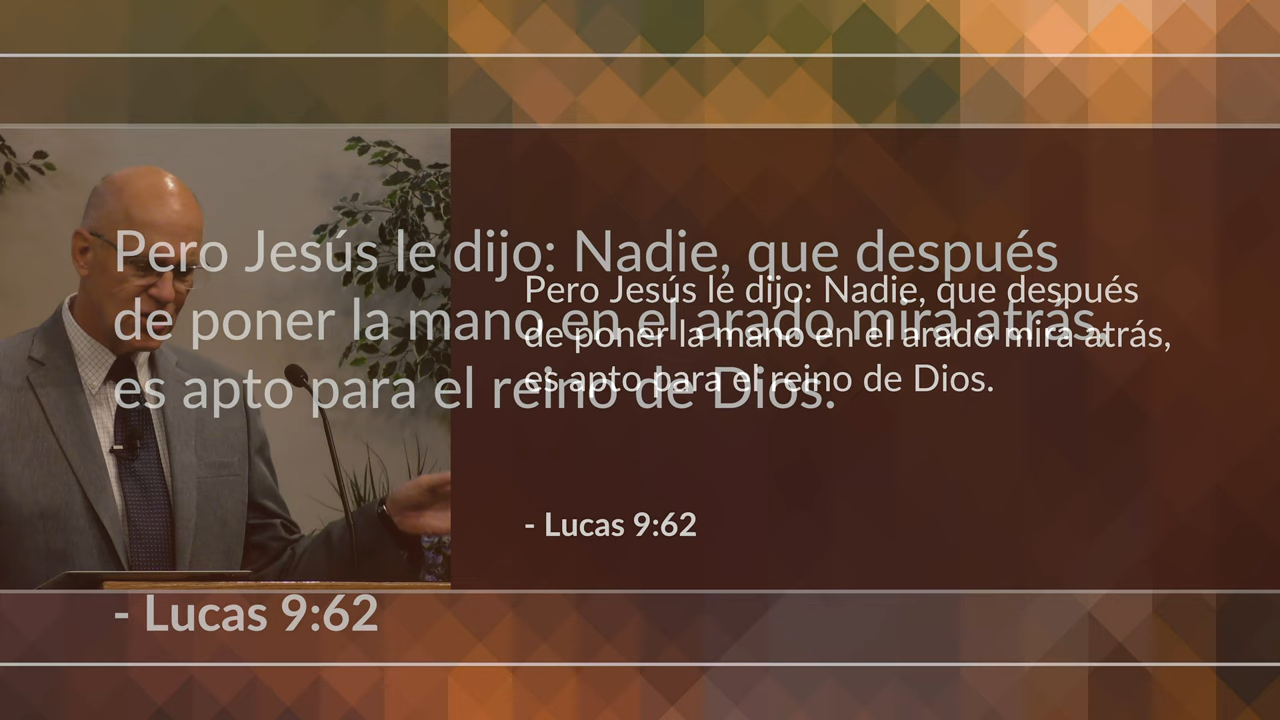 Pero Jesús le dijo: Nadie, que después
de poner la mano en el arado mira atrás,
es apto para el reino de Dios.
- Lucas 9:62
Pero Jesús le dijo: Nadie, que después
de poner la mano en el arado mira atrás,
es apto para el reino de Dios.
- Lucas 9:62